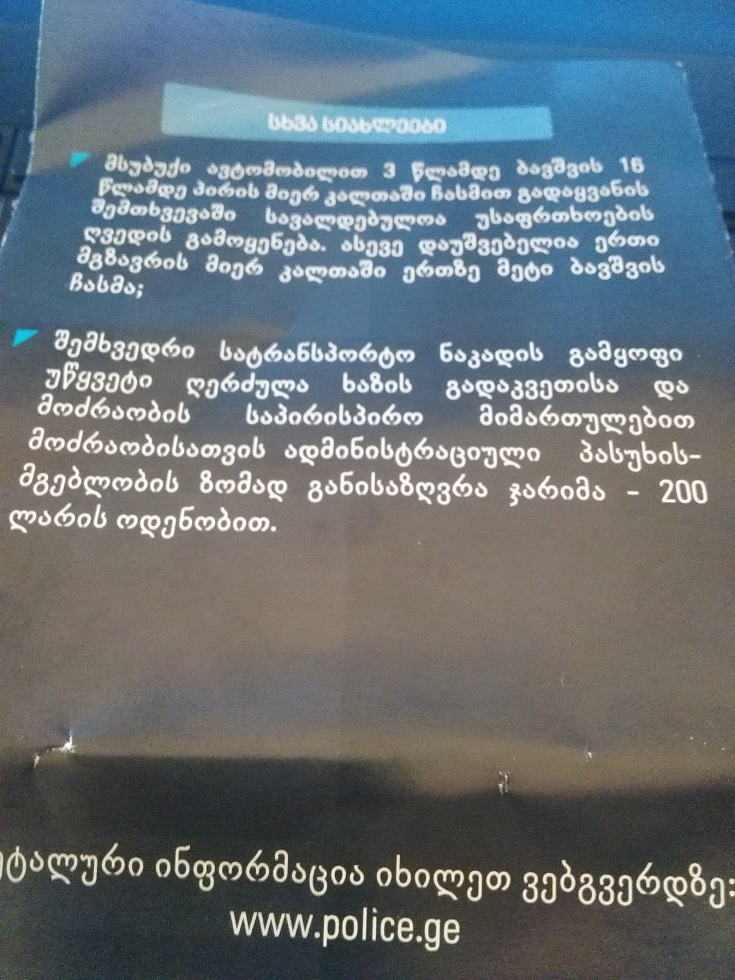 სხვა სიახლეები
მსუბუქი ავტომობილით 3 წლამდე ბავშვის 16
წლამდე პირის მიერ კალთაში ჩასმით გადაყვანის
შემთხვევაში სავალდებულოა უსაფრთხოების
ღვედის გამოყენება. ასევე დაუშვებელია ერთი
მგზავრის მიერ კალთაში ერთზე მეტი ბავშვის
ჩასმა;
შემხვედრი სატრანსპორტო ნაკადის გამყოფი
უწყვეტი ღერძულა ხაზის გადაკვეთისა და
მოძრაობის საპირისპირო მიმართულებით
მოძრაობისათვის ადმინისტრაციული პასუხის-
მგებლობის ზომად განისაზღვრა ჯარიმა - 200
ლარის ოდენობით.
ინფორმაცია იხილეთ ვებგვერდზე:
www.police.ge